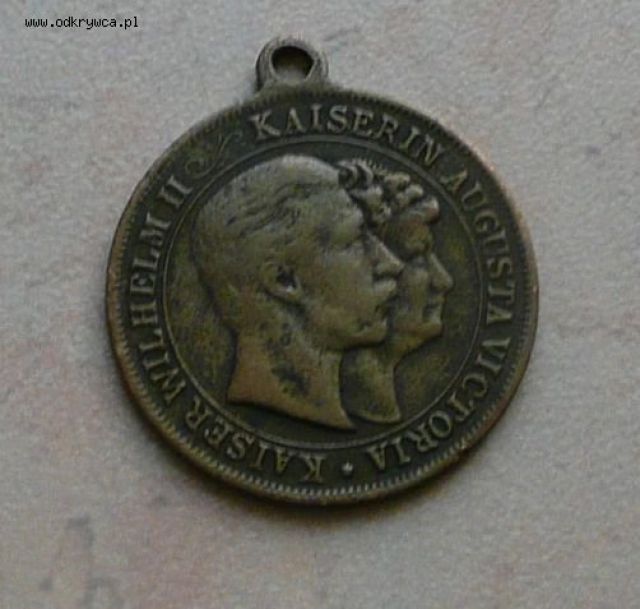 www.odkrywca.pl
KAISER WILHELM II
KAISERIN AUGUSTA VICTORIA